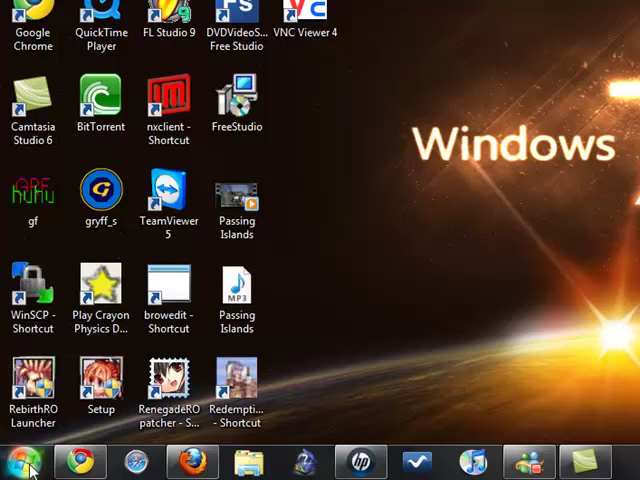 Google
Chrome
QuickTime
Player
FL Studio 9
DVDVideoS...
Free Studio
VNC Viewer 4
Camtasia
Studio 6
BitTorrent
nxclient -
Shortcut
FreeStudio
Windows
gf
G
gryff_s
TeamViewer
5
Passing
Islands
WinSCP -
Shortcut
Play Crayon
Physics D...
browedit -
Shortcut
MP3
Passing
Islands
RebirthRO
Launcher
Setup
RenegadeRO
patcher - S...
Redempti...
- Shortcut
hp